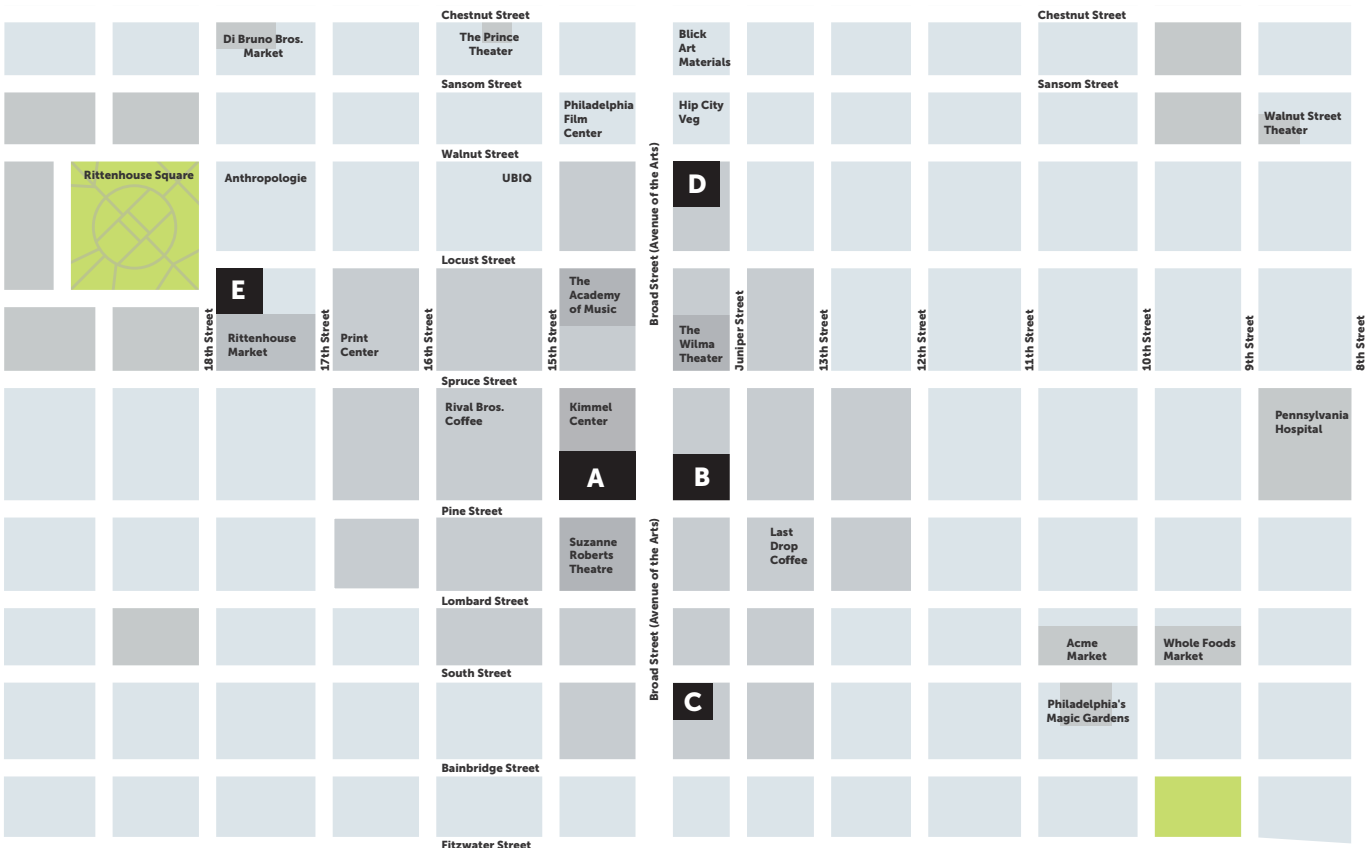 Chestnut Street
Chestnut Street
Di Bruno Bros.
Market
The Prince
Theater
Blick
Art
Materials
Sansom Street
Sansom Street
Philadelphia
Film
Center
Hip City
Veg
Walnut Street
Theater
Walnut Street
Rittenhouse Square
Anthropologie
UBIQ
D
Broad Street (Avenue of the Arts)
Locust Street
E
The
Academy
of Music
Rittenhouse
Market
Print
Center
The
Wilma
Theater
18th Street
17th Street
16th Street
15th Street
Juniper Street
13th Street
12th Street
11th Street
10th Street
9th Street
8th Street
Spruce Street
Rival Bros.
Coffee
Kimmel
Center
Pennsylvania
Hospital
A
B
Pine Street
Suzanne
Roberts
Theatre
Last
Drop
Coffee
Broad Street (Avenue of the Arts)
Lombard Street
Acme
Market
Whole Foods
Market
South Street
C
Philadelphia's
Magic Gardens
Bainbridge Street
Fitzwater Street